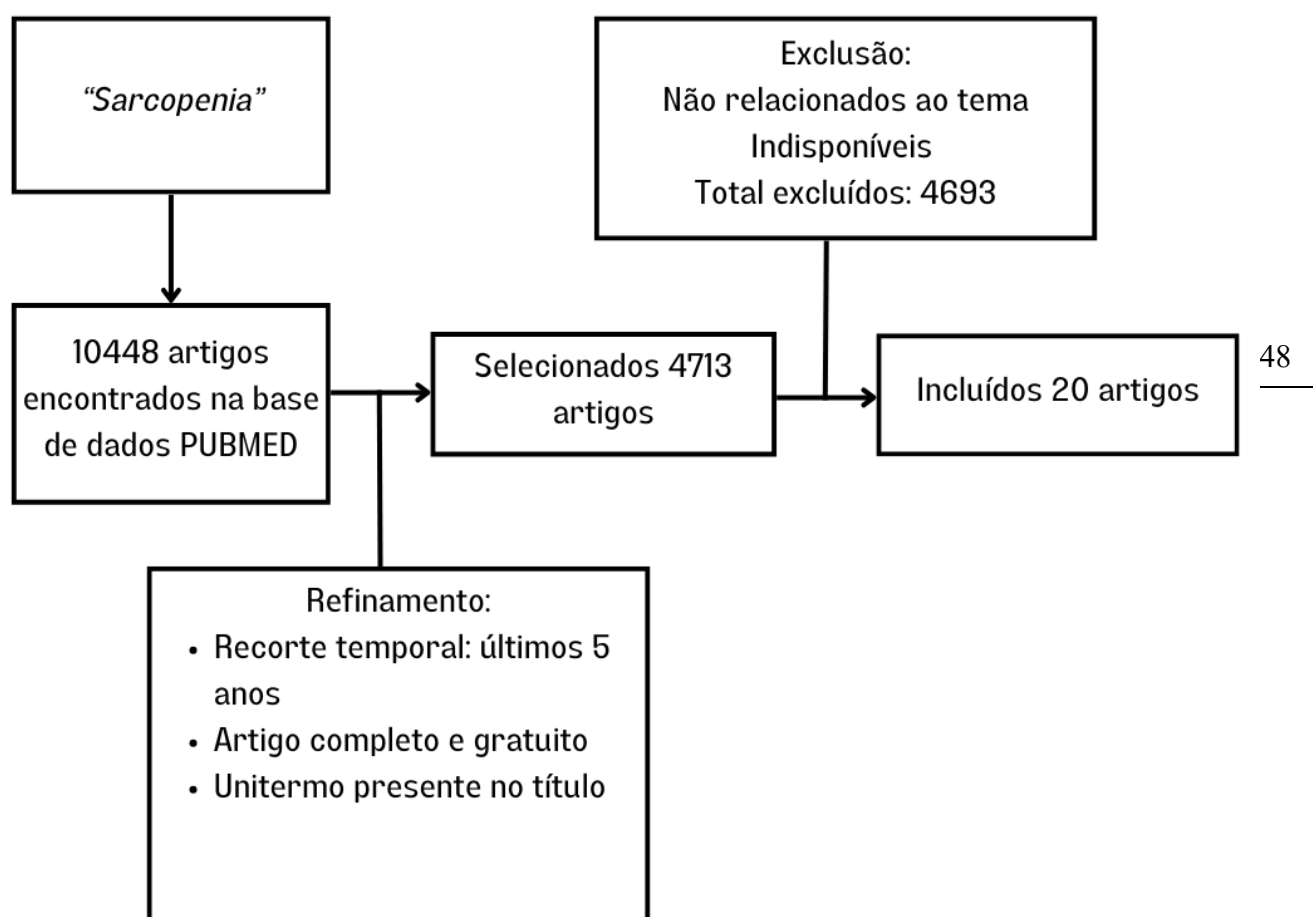 “Sarcopenia”
Exclusão:
Não relacionados ao tema
Indisponíveis
Total excluídos: 4693
10448 artigos
encontrados na base
de dados PUBMED
Selecionados 4713
artigos
Incluídos 20 artigos
48
Refinamento:
• Recorte temporal: últimos 5
anos
• Artigo completo e gratuito
• Unitermo presente no título